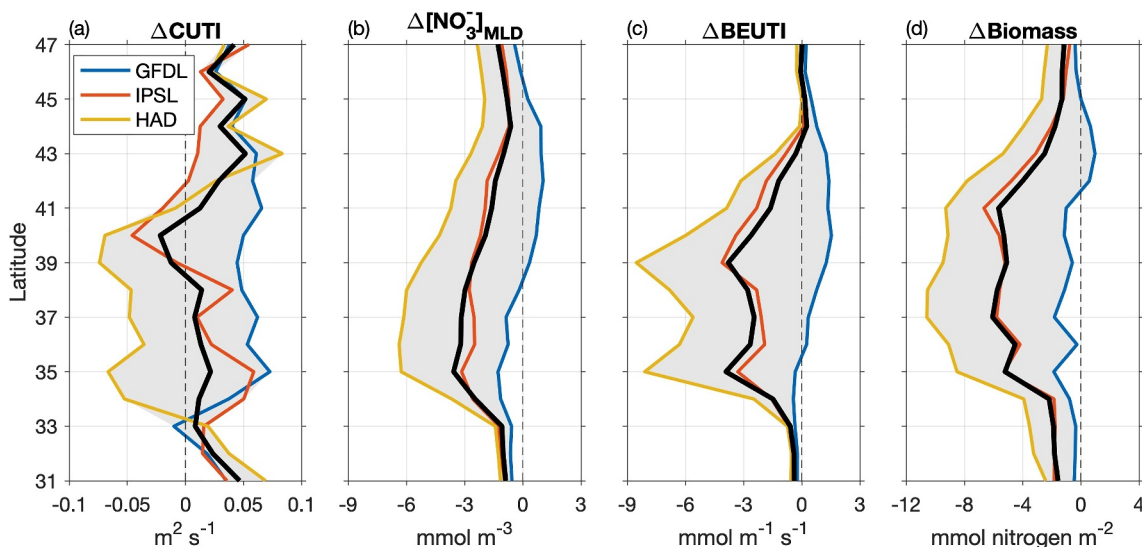 (a) ΔCUTI
(b) Δ[NO₃⁻]MLD
(c) ΔBEUTI
(d) ΔBiomass
GFDL
IPSL
HAD
Latitude
47
45
43
41
39
37
35
33
31
-0.1 -0.05 0 0.05 0.1
m² s⁻¹
-9 -6 -3 0 3
mmol m⁻³
-9 -6 -3 0 3
mmol m⁻¹ s⁻¹
-12 -8 -4 0 4
mmol nitrogen m⁻²